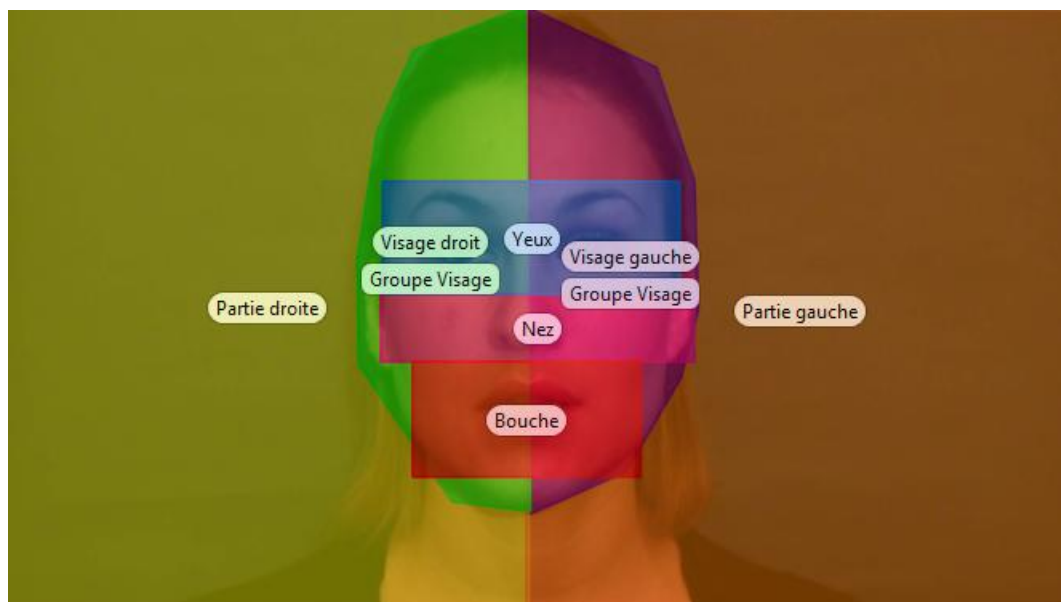 Visage droit
Yeux
Visage gauche
Groupe Visage
Groupe Visage
Partie droite
Partie gauche
Nez
Bouche